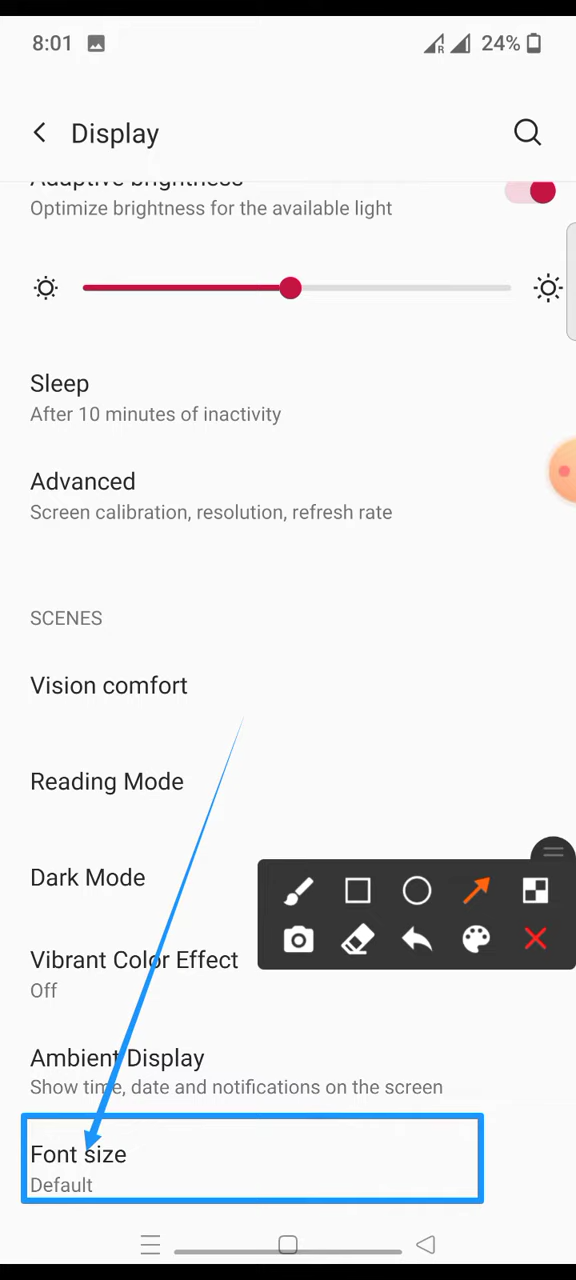 8:01
R
24%
Display
Adaptive brightness
Optimize brightness for the available light
Sleep
After 10 minutes of inactivity
Advanced
Screen calibration, resolution, refresh rate
SCENES
Vision comfort
Reading Mode
Dark Mode
Vibrant Color Effect
Off
Ambient Display
Show time, date and notifications on the screen
Font size
Default